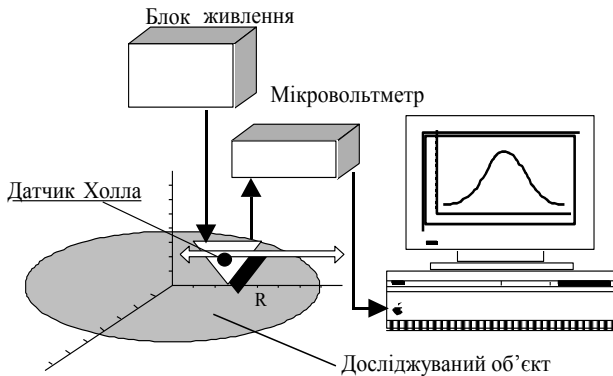 Блок живлення
Мікровольтметр
Датчик Холла
R
Досліджуваний об’єкт